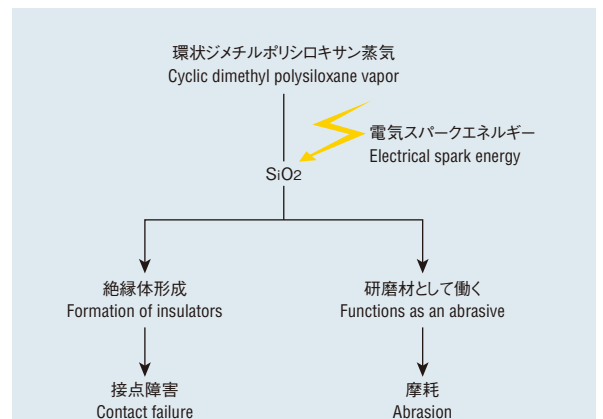 環状ジメチルポリシロキサン蒸気
Cyclic dimethyl polysiloxane vapor
電気スパークエネルギー
Electrical spark energy
SiO2
絶縁体形成
Formation of insulators
研磨材として働く
Functions as an abrasive
接点障害
Contact failure
摩耗
Abrasion